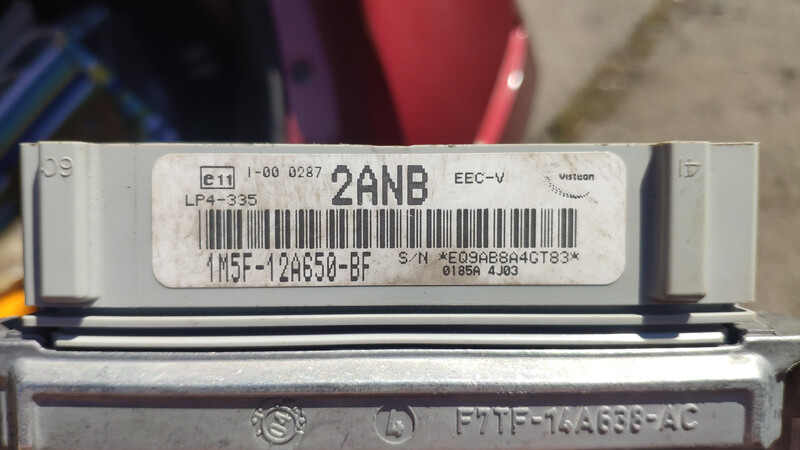 09 41
e11 I-00 0287 2ANB EEC-V Visteon
LP4-335
1M5F-12A650-BF S/N *EQ9AB8A4GT83*
0185A 4J03
4 F7TF-14A638-AC